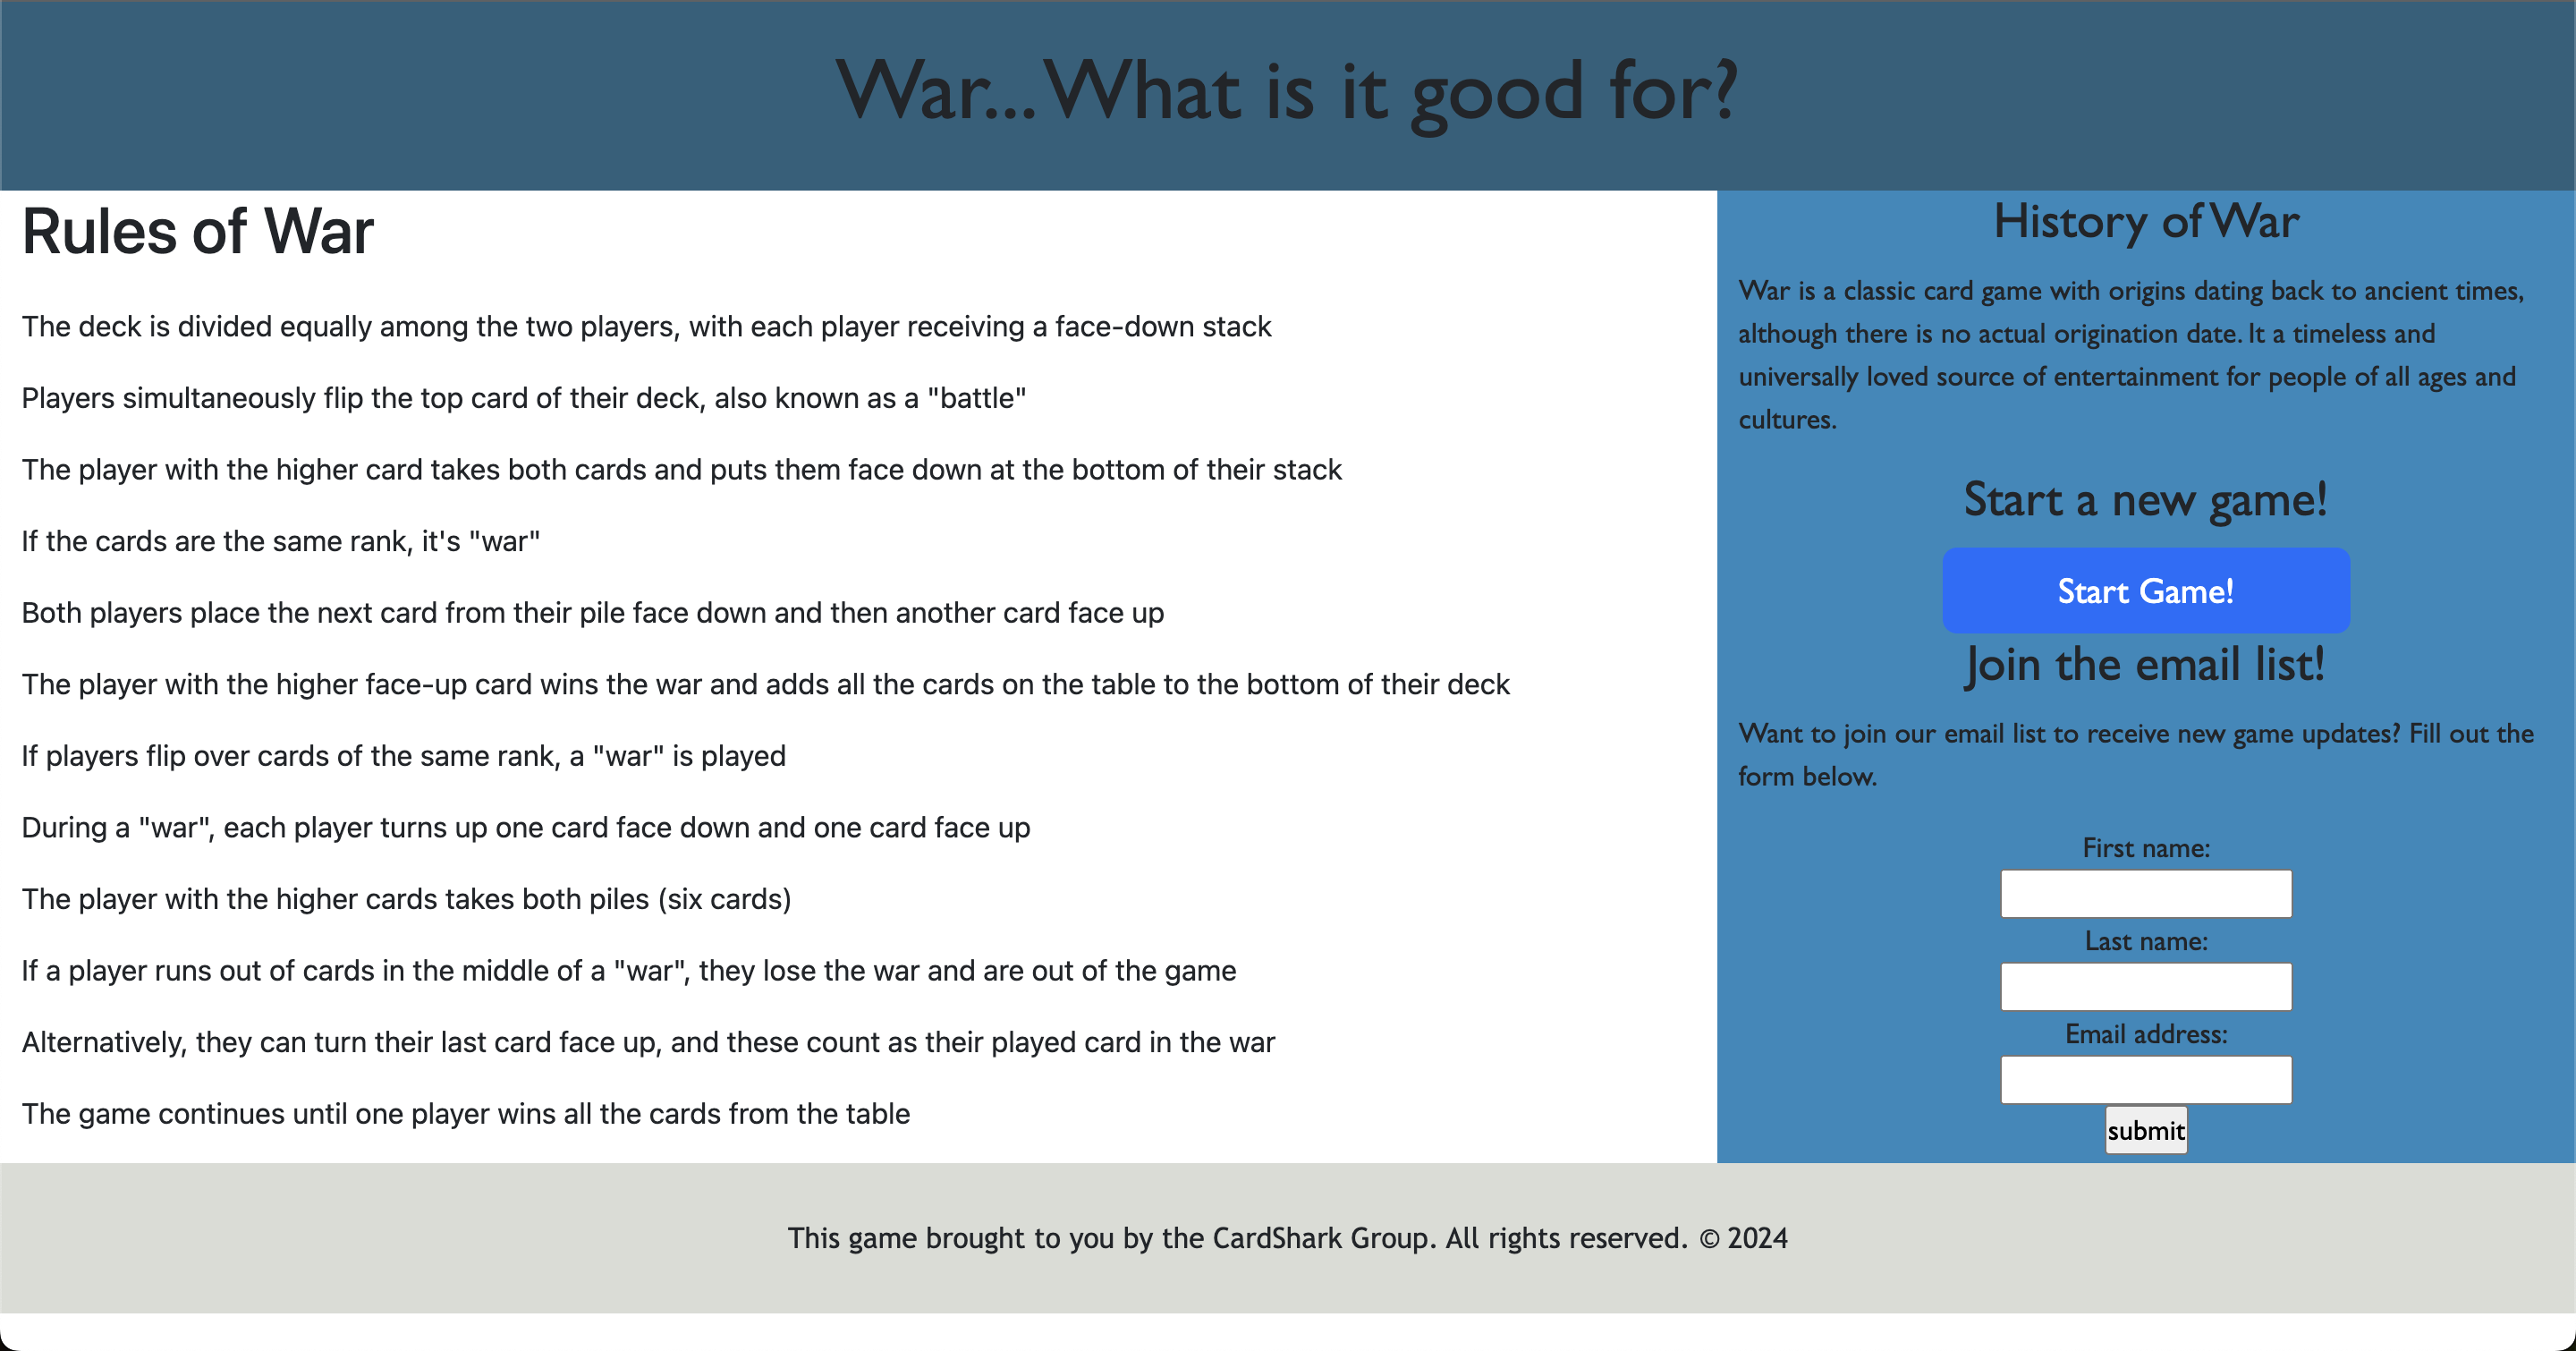 War... What is it good for?
Rules of War
The deck is divided equally among the two players, with each player receiving a face-down stack
Players simultaneously flip the top card of their deck, also known as a "battle"
The player with the higher card takes both cards and puts them face down at the bottom of their stack
If the cards are the same rank, it's "war"
Both players place the next card from their pile face down and then another card face up
The player with the higher face-up card wins the war and adds all the cards on the table to the bottom of their deck
If players flip over cards of the same rank, a "war" is played
During a "war", each player turns up one card face down and one card face up
The player with the higher cards takes both piles (six cards)
If a player runs out of cards in the middle of a "war", they lose the war and are out of the game
Alternatively, they can turn their last card face up, and these count as their played card in the war
The game continues until one player wins all the cards from the table
History of War
War is a classic card game with origins dating back to ancient times,
although there is no actual origination date. It a timeless and
universally loved source of entertainment for people of all ages and
cultures.
Start a new game!
Start Game!
Join the email list!
Want to join our email list to receive new game updates? Fill out the
form below.
First name:
Last name:
Email address:
submit
This game brought to you by the CardShark Group. All rights reserved. © 2024